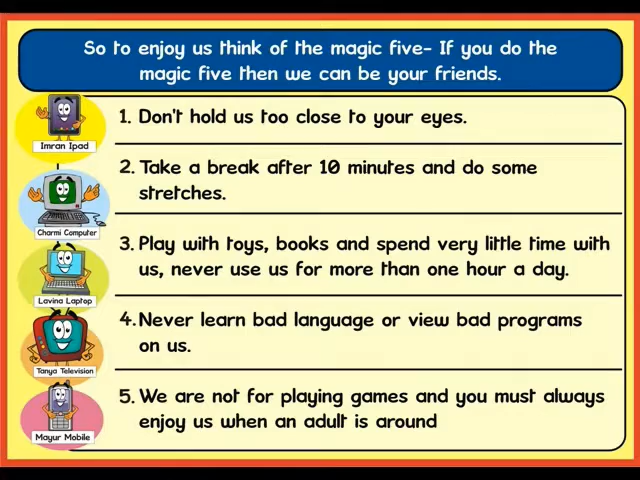 So to enjoy us think of the magic five- If you do the
magic five then we can be your friends.
Imran Ipad
1. Don't hold us too close to your eyes.
Charmi Computer
2. Take a break after 10 minutes and do some
stretches.
Lavina Laptop
3. Play with toys, books and spend very little time with
us, never use us for more than one hour a day.
Tanya Television
4. Never learn bad language or view bad programs
on us.
Mayur Mobile
5. We are not for playing games and you must always
enjoy us when an adult is around